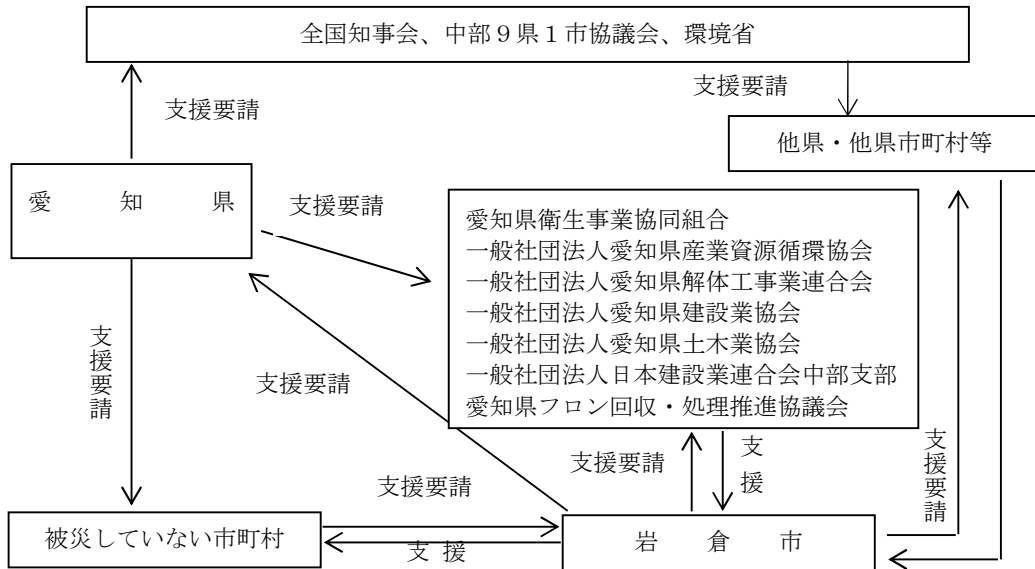 全国知事会、中部９県１市協議会、環境省
支援要請
支援要請
他県・他県市町村等
愛　知　県
支援要請
愛知県衛生事業協同組合
一般社団法人愛知県産業資源循環協会
一般社団法人愛知県解体工事業連合会
一般社団法人愛知県建設業協会
一般社団法人愛知県土木業協会
一般社団法人日本建設業連合会中部支部
愛知県フロン回収・処理推進協議会
支援要請
支援要請
支援要請
支援
支援要請
支援要請
被災していない市町村
支 援
岩　倉　市